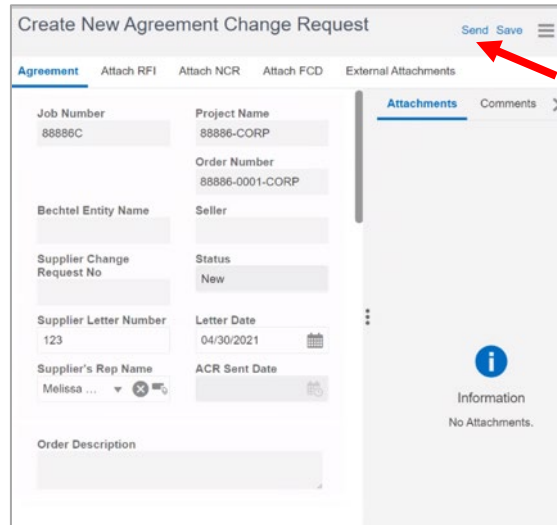 Create New Agreement Change Request
Send Save
Agreement Attach RFI Attach NCR Attach FCD External Attachments
Attachments Comments
Job Number Project Name
88886C 88886-CORP
Order Number
88886-0001-CORP
Bechtel Entity Name Seller
Supplier Change Request No Status
New
Supplier Letter Number Letter Date
123 04/30/2021
Supplier's Rep Name ACR Sent Date
Melissa ...
Information
No Attachments.
Order Description